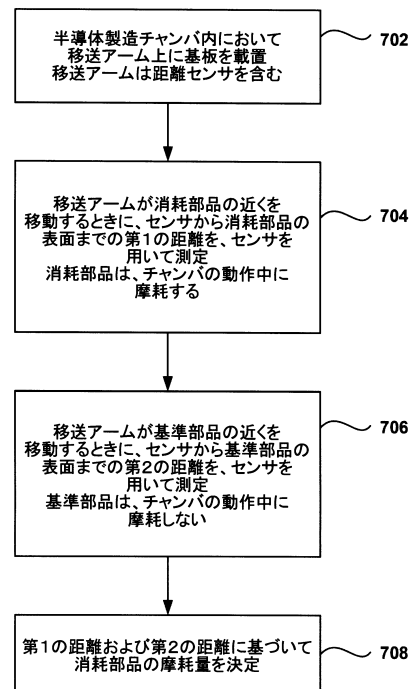 半導体製造チャンバ内において
移送アーム上に基板を載置
移送アームは距離センサを含む
702
移送アームが消耗部品の近くを
移動するときに、センサから消耗部品の
表面までの第1の距離を、センサを
用いて測定
消耗部品は、チャンバの動作中に
摩耗する
704
移送アームが基準部品の近くを
移動するときに、センサから基準部品の
表面までの第2の距離を、センサを
用いて測定
基準部品は、チャンバの動作中に
摩耗しない
706
第1の距離および第2の距離に基づいて
消耗部品の摩耗量を決定
708